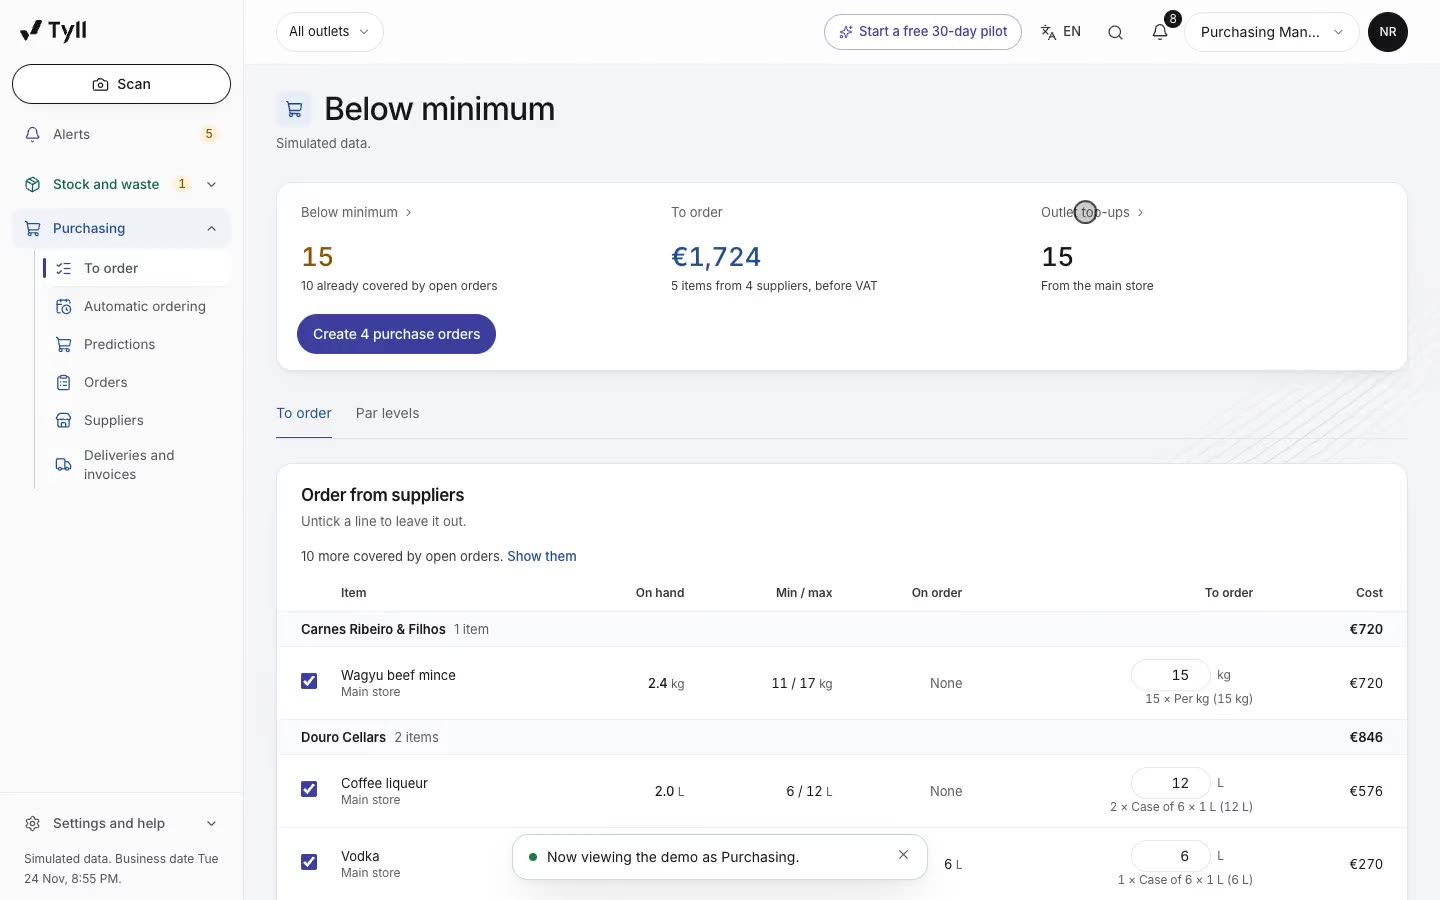 Tyll
All outlets
Start a free 30-day pilot
EN
8
Purchasing Man...
NR
Scan
Alerts
5
Stock and waste
1
Purchasing
To order
Automatic ordering
Predictions
Orders
Suppliers
Deliveries and
invoices
Settings and help
Simulated data. Business date Tue
24 Nov, 8:55 PM.
Below minimum
Simulated data.
Below minimum
To order
Outlet top-ups
15
€1,724
15
10 already covered by open orders
5 items from 4 suppliers, before VAT
From the main store
Create 4 purchase orders
To order
Par levels
Order from suppliers
Untick a line to leave it out.
10 more covered by open orders. Show them
Item
On hand
Min / max
On order
To order
Cost
Carnes Ribeiro & Filhos 1 item
€720
Wagyu beef mince
Main store
2.4 kg
11 / 17 kg
None
15 kg
15 × Per kg (15 kg)
€720
Douro Cellars 2 items
€846
Coffee liqueur
Main store
2.0 L
6 / 12 L
None
12 L
2 × Case of 6 × 1 L (12 L)
€576
Vodka
Main store
6 L
6 L
1 × Case of 6 × 1 L (6 L)
€270
Now viewing the demo as Purchasing.